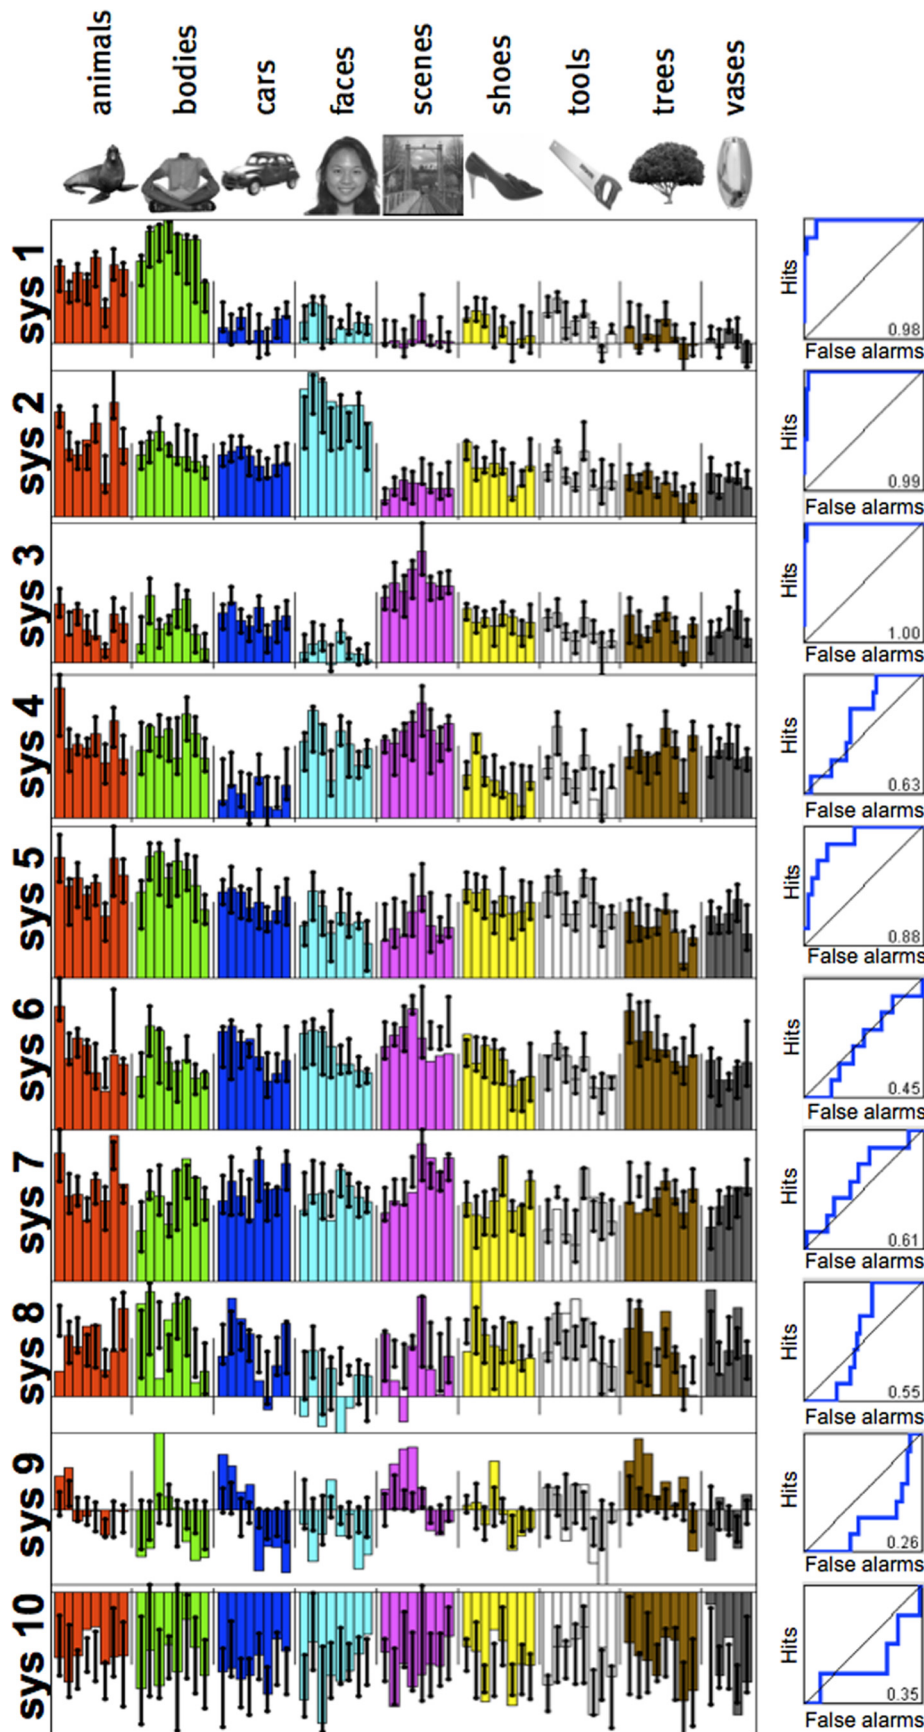 animals
bodies
cars
faces
scenes
shoes
tools
trees
vases
sys 1
Hits
0.98
False alarms
sys 2
Hits
0.99
False alarms
sys 3
Hits
1.00
False alarms
sys 4
Hits
0.63
False alarms
sys 5
Hits
0.88
False alarms
sys 6
Hits
0.45
False alarms
sys 7
Hits
0.61
False alarms
sys 8
Hits
0.55
False alarms
sys 9
Hits
0.26
False alarms
sys 10
Hits
0.35
False alarms